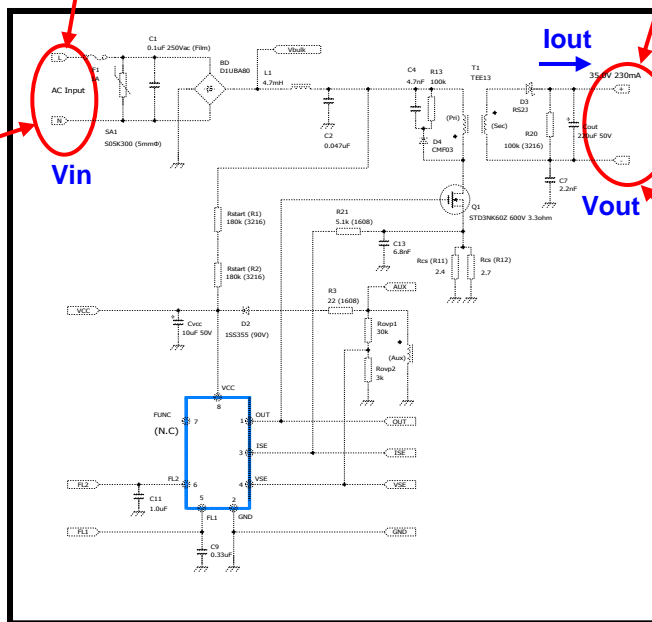 C1
0.1uF 250Vac (Film)
BD
D1UBA80
Vbulk
L1
4.7mH
C4
4.7nF
R13
100k
T1
TEE13
Iout
35.0V 230mA
L
F1
AC Input
N
SA1
S05K300 (5mmΦ)
Vin
C2
0.047uF
D4
CMF03
(Pri)
(Sec)
D3
RS2J
R20
100k (3216)
Cout
220uF 50V
+
-
C7
2.2nF
Vout
Q1
STD3NK60Z 600V 3.3ohm
Rstart (R1)
180k (3216)
R21
5.1k (1608)
C13
6.8nF
Rcs (R11)
2.4
Rcs (R12)
2.7
Rstart (R2)
180k (3216)
R3
22 (1608)
AUX
VCC
Cvcc
10uF 50V
D2
1SS355 (90V)
Rovp1
30k
(Aux)
Rovp2
3k
VCC
8
FUNC
7
(N.C)
OUT
1
OUT
ISE
3
ISE
VSE
4
VSE
FL2
FL2
6
C11
1.0uF
5
FL1
2
GND
FL1
GND
C9
0.33uF